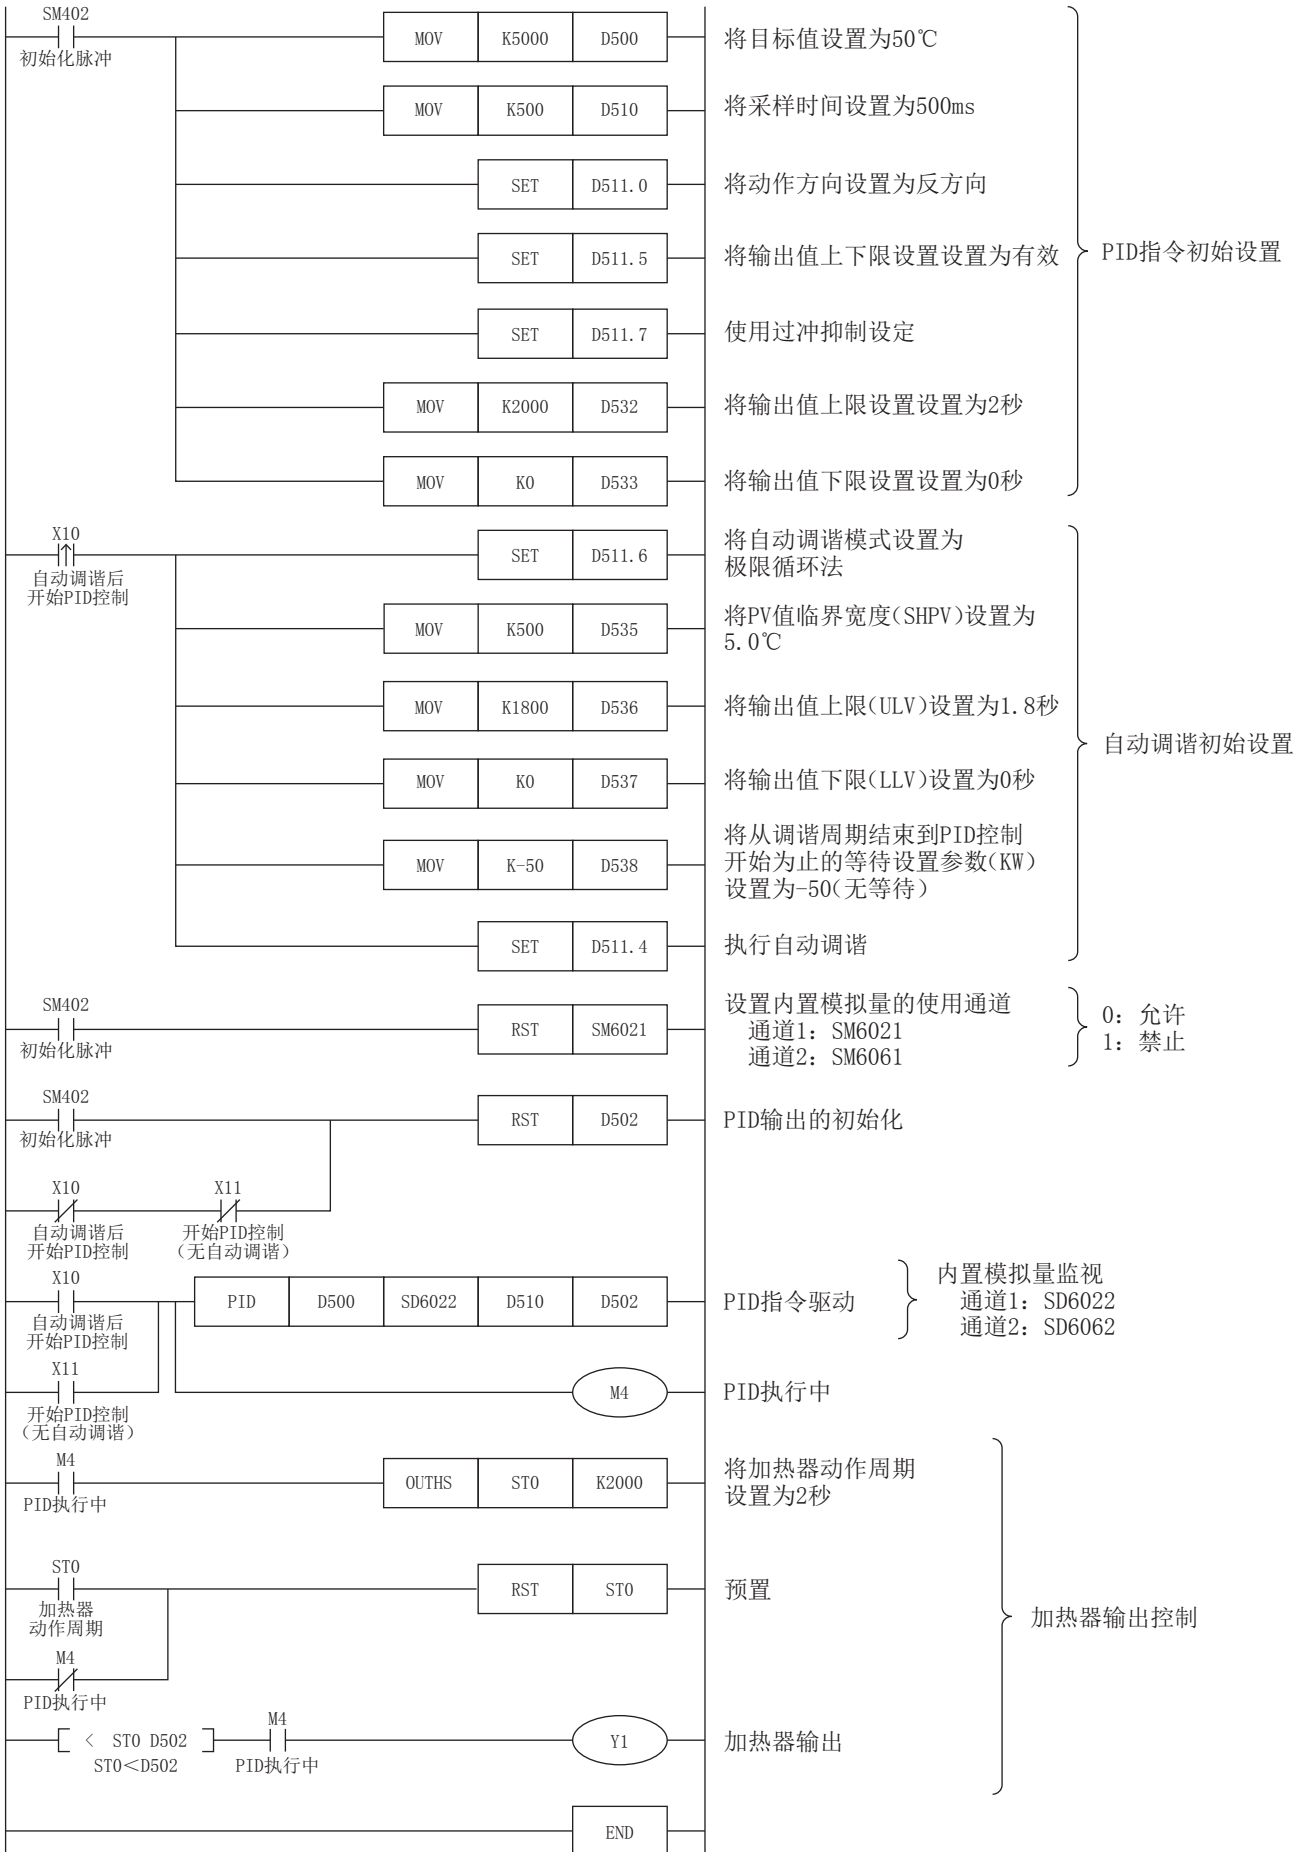 SM402
初始化脉冲
MOV K5000 D500
将目标值设置为50℃
MOV K500 D510
将采样时间设置为500ms
SET D511.0
将动作方向设置为反方向
SET D511.5
将输出值上下限设置设置为有效
PID指令初始设置
SET D511.7
使用过冲抑制设定
MOV K2000 D532
将输出值上限设置设置为2秒
MOV K0 D533
将输出值下限设置设置为0秒
X10
自动调谐后
开始PID控制
SET D511.6
将自动调谐模式设置为
极限循环法
MOV K500 D535
将PV值临界宽度(SHPV)设置为
5.0℃
MOV K1800 D536
将输出值上限(ULV)设置为1.8秒
自动调谐初始设置
MOV K0 D537
将输出值下限(LLV)设置为0秒
MOV K-50 D538
将从调谐周期结束到PID控制
开始为止的等待设置参数(KW)
设置为-50(无等待)
SET D511.4
执行自动调谐
SM402
初始化脉冲
RST SM6021
设置内置模拟量的使用通道
通道1：SM6021
通道2：SM6061
0：允许
1：禁止
SM402
初始化脉冲
RST D502
PID输出的初始化
X10
自动调谐后
开始PID控制
X11
开始PID控制
(无自动调谐)
X10
自动调谐后
开始PID控制
PID D500 SD6022 D510 D502
PID指令驱动
内置模拟量监视
通道1：SD6022
通道2：SD6062
X11
开始PID控制
(无自动调谐)
M4
PID执行中
M4
PID执行中
OUTHS ST0 K2000
将加热器动作周期
设置为2秒
ST0
加热器
动作周期
RST ST0
预置
加热器输出控制
M4
PID执行中
< ST0 D502
ST0＜D502
M4
PID执行中
Y1
加热器输出
END